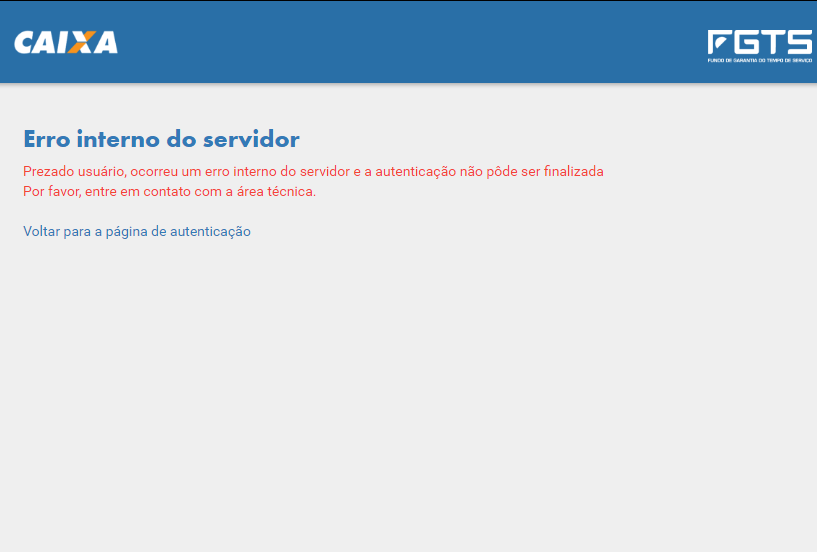 CAIXA
FGTS
FUNDO DE GARANTIA DO TEMPO DE SERVIÇO
Erro interno do servidor
Prezado usuário, ocorreu um erro interno do servidor e a autenticação não pôde ser finalizada
Por favor, entre em contato com a área técnica.
Voltar para a página de autenticação